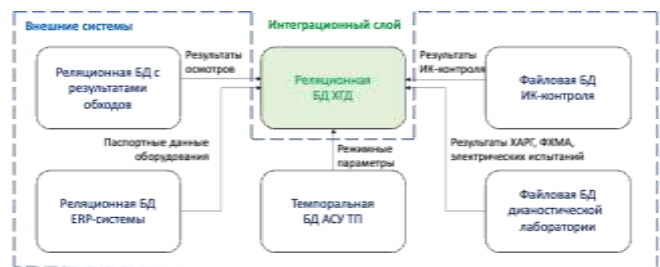 Внешние системы
Интеграционный слой
Реляционная БД с
результатами
обходов
Результаты
осмотров
Реляционная
БД ХГД
Результаты
ИК-контроля
Файловая БД
ИК-контроля
Паспортные данные
оборудования
Режимные
параметры
Результаты ХАРГ, ФХМА,
электрических испытаний
Реляционная БД
ERP-системы
Темпоральная
БД АСУ ТП
Файловая БД
дианостической
лаборатории